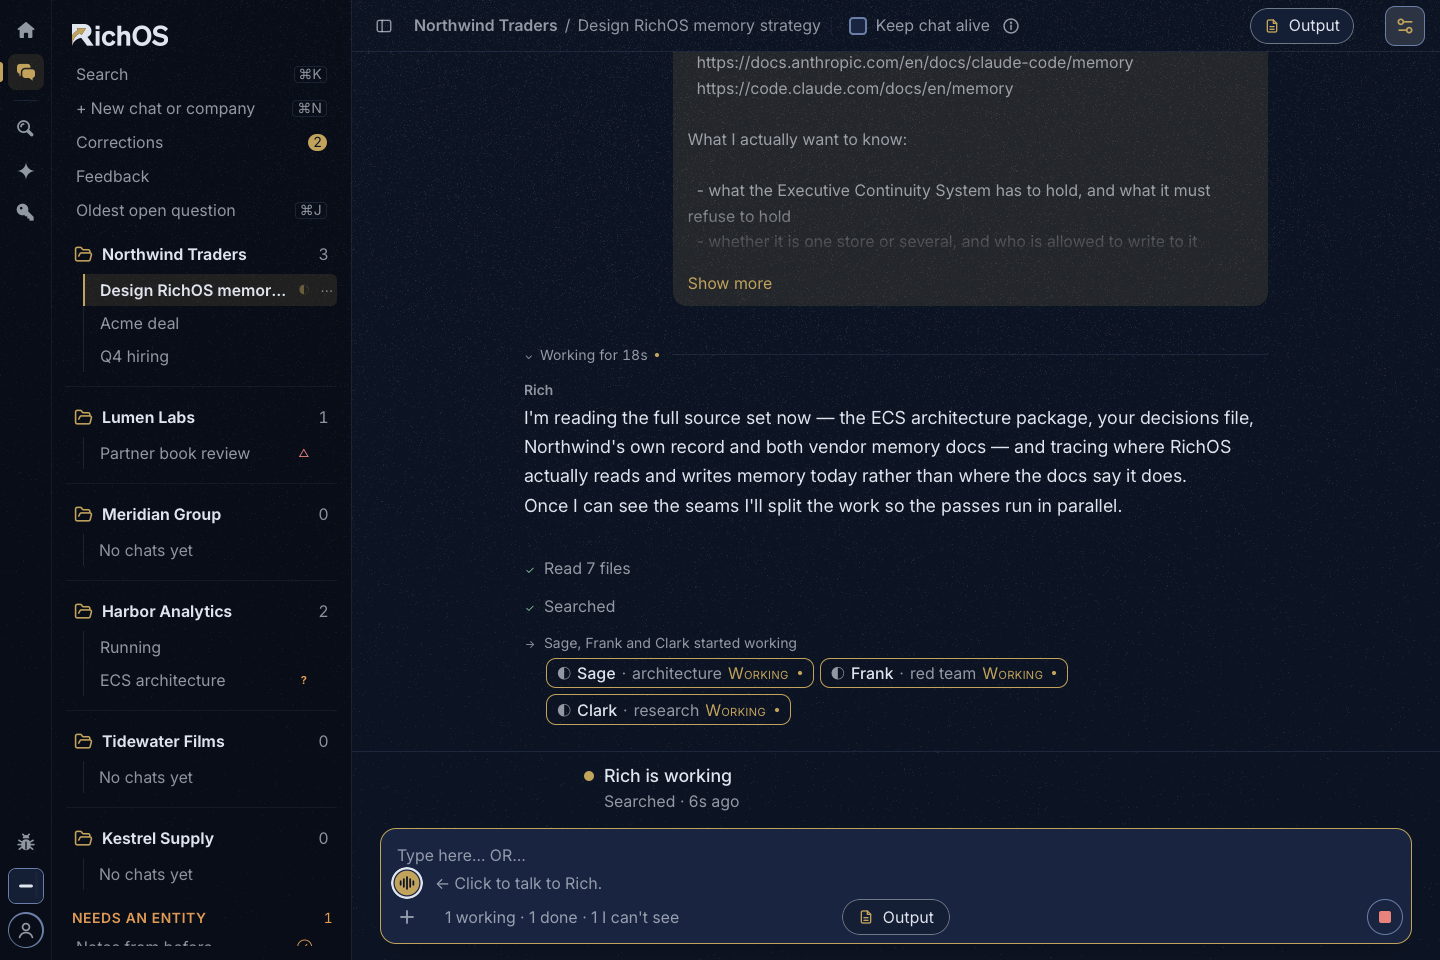 RichOS
Search ⌘K
+ New chat or company ⌘N
Corrections 2
Feedback
Oldest open question ⌘J
Northwind Traders 3
Design RichOS memor... ...
Acme deal
Q4 hiring
Lumen Labs 1
Partner book review
Meridian Group 0
No chats yet
Harbor Analytics 2
Running
ECS architecture ?
Tidewater Films 0
No chats yet
Kestrel Supply 0
No chats yet
NEEDS AN ENTITY 1
Notes from before
Northwind Traders / Design RichOS memory strategy Keep chat alive Output
https://docs.anthropic.com/en/docs/claude-code/memory
https://code.claude.com/docs/en/memory
What I actually want to know:
- what the Executive Continuity System has to hold, and what it must
refuse to hold
- whether it is one store or several, and who is allowed to write to it
Show more
Working for 18s •
Rich
I'm reading the full source set now — the ECS architecture package, your decisions file,
Northwind's own record and both vendor memory docs — and tracing where RichOS
actually reads and writes memory today rather than where the docs say it does.
Once I can see the seams I'll split the work so the passes run in parallel.
✓ Read 7 files
✓ Searched
→ Sage, Frank and Clark started working
Sage · architecture Working • Frank · red team Working •
Clark · research Working •
Rich is working
Searched · 6s ago
Type here... OR...
← Click to talk to Rich.
+ 1 working · 1 done · 1 I can't see Output